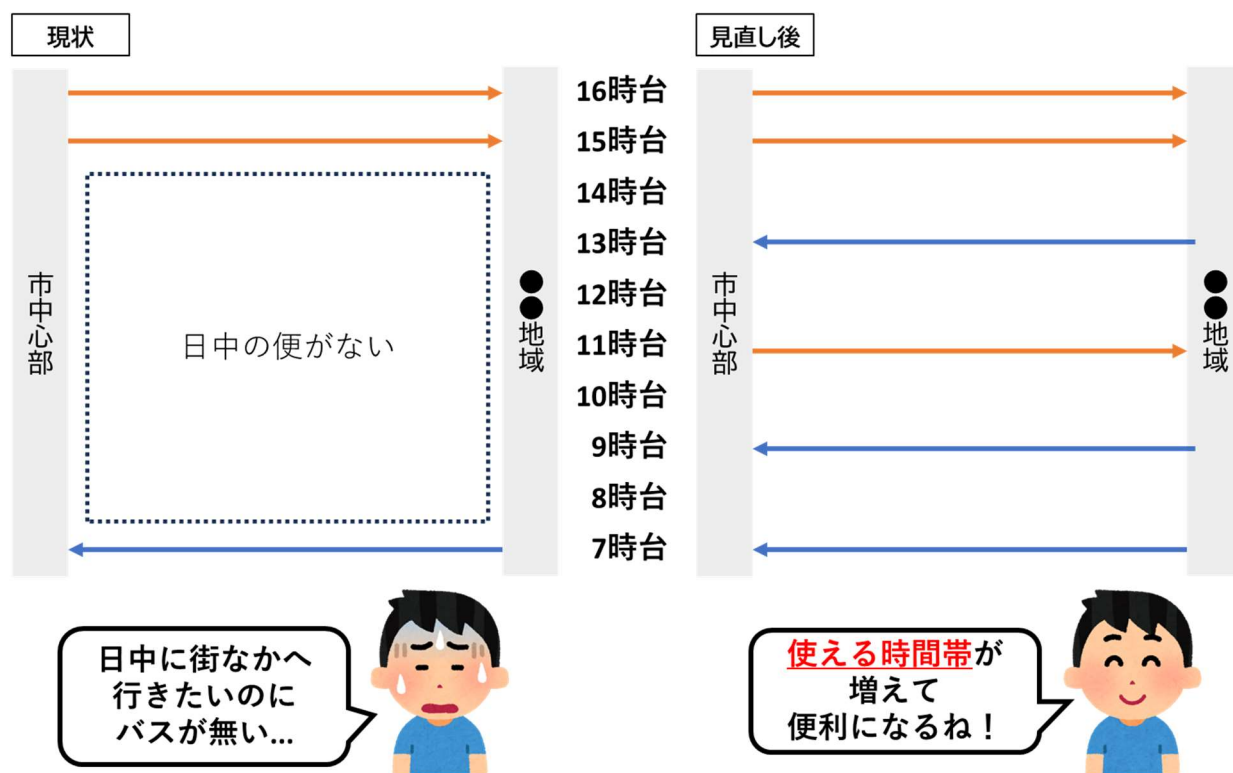 現状
見直し後
市中心部
日中の便がない
●●地域
16時台
15時台
14時台
13時台
12時台
11時台
10時台
9時台
8時台
7時台
市中心部
●●地域
日中に街なかへ
行きたいのに
バスが無い...
使える時間帯が
増えて
便利になるね！